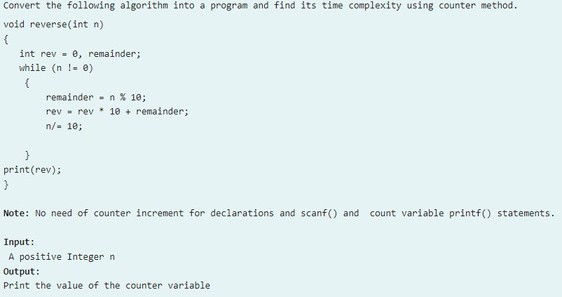 Convert the following algorithm into a program and find its time complexity using counter method.
void reverse(int n)
{
int rev = 0, remainder;
while (n != 0)
{
remainder = n % 10;
rev = rev * 10 + remainder;
n/= 10;
}
print(rev);
}
Note: No need of counter increment for declarations and scanf() and count variable printf() statements.
Input:
A positive Integer n
Output:
Print the value of the counter variable